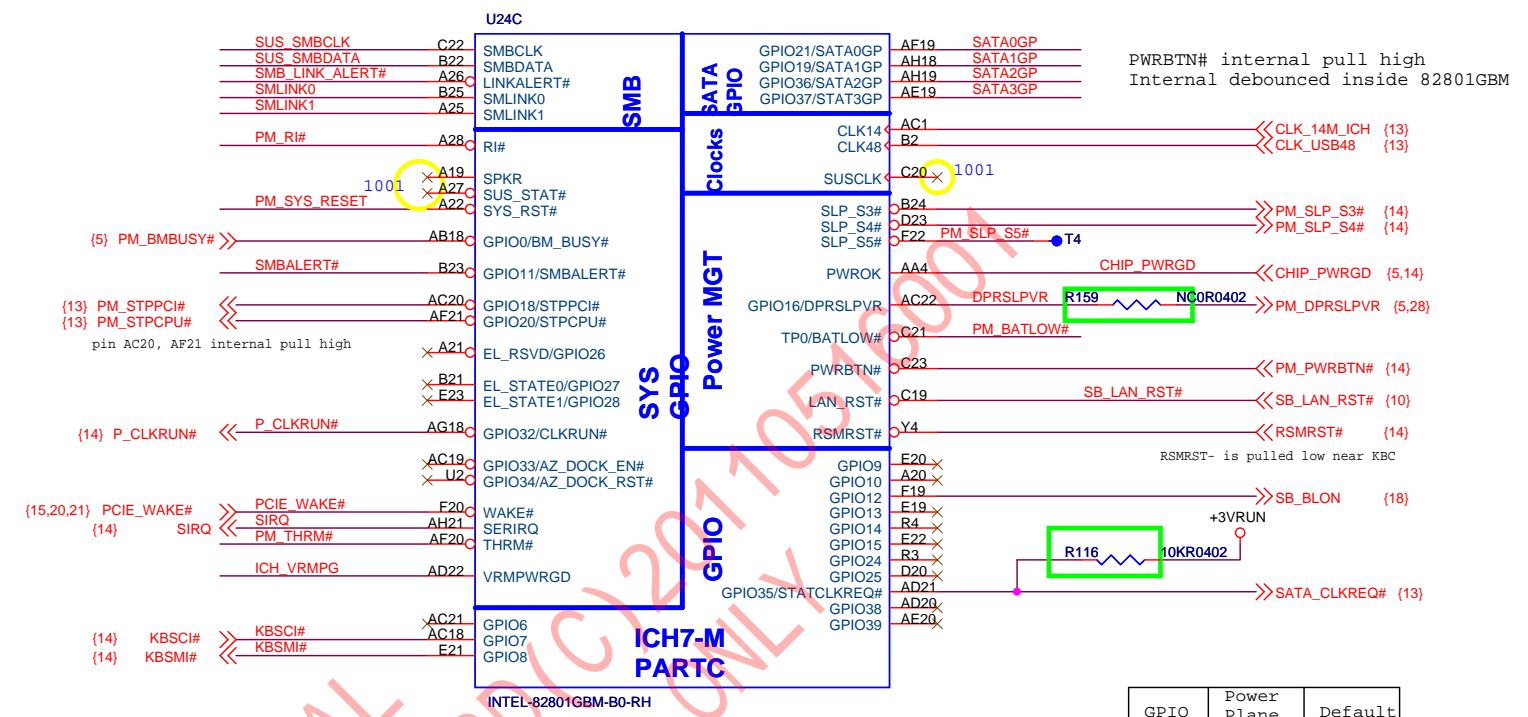 U24C
SUS_SMBCLK C22 SMBCLK
SUS_SMBDATA B22 SMBDATA
SMB_LINK_ALERT# A26 LINKALERT#
SMLINK0 B25 SMLINK0
SMLINK1 A25 SMLINK1
SMB
PM_RI# A28 RI#
1001
A19 SPKR
A27 SUS_STAT#
PM_SYS_RESET A22 SYS_RST#
{5} PM_BMBUSY# AB18 GPIO0/BM_BUSY#
SMBALERT# B23 GPIO11/SMBALERT#
{13} PM_STPPCI# AC20 GPIO18/STPPCI#
{13} PM_STPCPU# AF21 GPIO20/STPCPU#
pin AC20, AF21 internal pull high
A21 EL_RSVD/GPIO26
B21 EL_STATE0/GPIO27
E23 EL_STATE1/GPIO28
SYS
GPIO
{14} P_CLKRUN# P_CLKRUN# AG18 GPIO32/CLKRUN#
AC19 GPIO33/AZ_DOCK_EN#
U2 GPIO34/AZ_DOCK_RST#
{15,20,21} PCIE_WAKE# PCIE_WAKE# F20 WAKE#
{14} SIRQ SIRQ AH21 SERIRQ
PM_THRM# AF20 THRM#
ICH_VRMPG AD22 VRMPWRGD
AC21 GPIO6
{14} KBSCI# KBSCI# AC18 GPIO7
{14} KBSMI# KBSMI# E21 GPIO8
SATA
GPIO
GPIO21/SATA0GP AF19 SATA0GP
GPIO19/SATA1GP AH18 SATA1GP
GPIO36/SATA2GP AH19 SATA2GP
GPIO37/STAT3GP AE19 SATA3GP
PWRBTN# internal pull high
Internal debounced inside 82801GBM
Clocks
CLK14 AC1 CLK_14M_ICH {13}
CLK48 B2 CLK_USB48 {13}
SUSCLK C20 1001
Power MGT
SLP_S3# B24 PM_SLP_S3# {14}
SLP_S4# D23 PM_SLP_S4# {14}
SLP_S5# F22 PM_SLP_S5# T4
PWROK AA4 CHIP_PWRGD CHIP_PWRGD {5,14}
GPIO16/DPRSLPVR AC22 DPRSLPVR R159 NC0R0402 PM_DPRSLPVR {5,28}
TP0/BATLOW# C21 PM_BATLOW#
PWRBTN# C23 PM_PWRBTN# {14}
LAN_RST# C19 SB_LAN_RST# SB_LAN_RST# {10}
RSMRST# Y4 RSMRST# {14}
RSMRST- is pulled low near KBC
GPIO
GPIO9 E20
GPIO10 A20
GPIO12 F19 SB_BLON {18}
GPIO13 E19
GPIO14 R4
GPIO15 E22
GPIO24 R3
GPIO25 D20
+3VRUN
R116 10KR0402
GPIO35/STATCLKREQ# AD21 SATA_CLKREQ# {13}
GPIO38 AD20
GPIO39 AE20
ICH7-M
PARTC
INTEL-82801GBM-B0-RH
GPIO Power Plane Default
(C)20110516001
ONLY